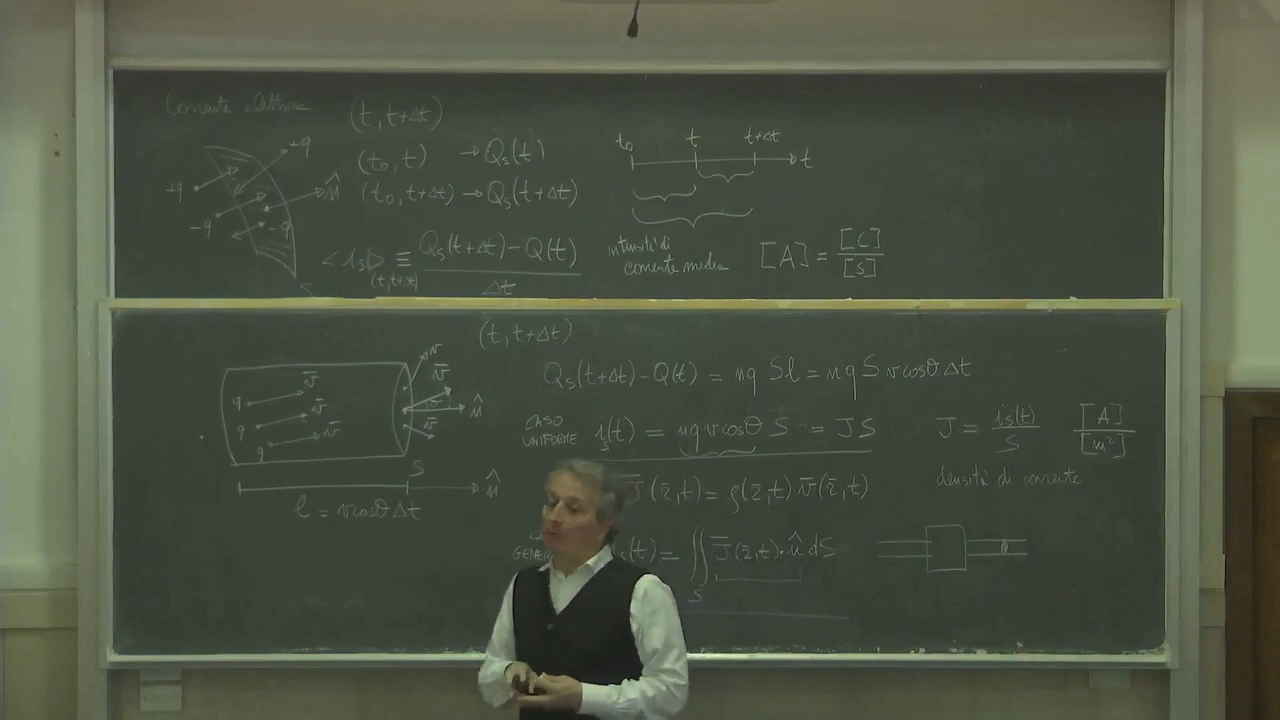 Corrente elettrica
(t, t+Δt)
(t₀, t) → Q_S(t)
(t₀, t+Δt) → Q_S(t+Δt)
+q
+q
-q
-q
n̂
S
<i_S>_(t, t+Δt) ≡ (Q_S(t+Δt) - Q(t)) / Δt
t₀ t t+Δt t
intensità di
corrente media
[A] = [C] / [s]
(t, t+Δt)
q v̄
q v̄
q v̄
v̄
v̄
v̄
θ
n̂
S
n̂
l = v cosθ Δt
Q_S(t+Δt) - Q(t) = nq Sl = nq S v cosθ Δt
CASO
UNIFORME
i_S(t) = nq v cosθ S = J S
J = i_S(t) / S [A] / [m²]
densità di corrente
J̄(r̄,t) = ρ(r̄,t) v̄(r̄,t)
(t) = ∬_S J̄(r̄,t)·n̂ dS